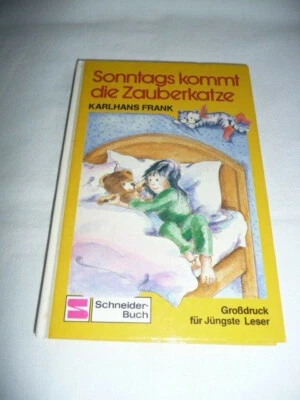 Sonntags kommt
die Zauberkatze
KARLHANS FRANK
Großdruck
für Jüngste Leser
Schneider-
Buch